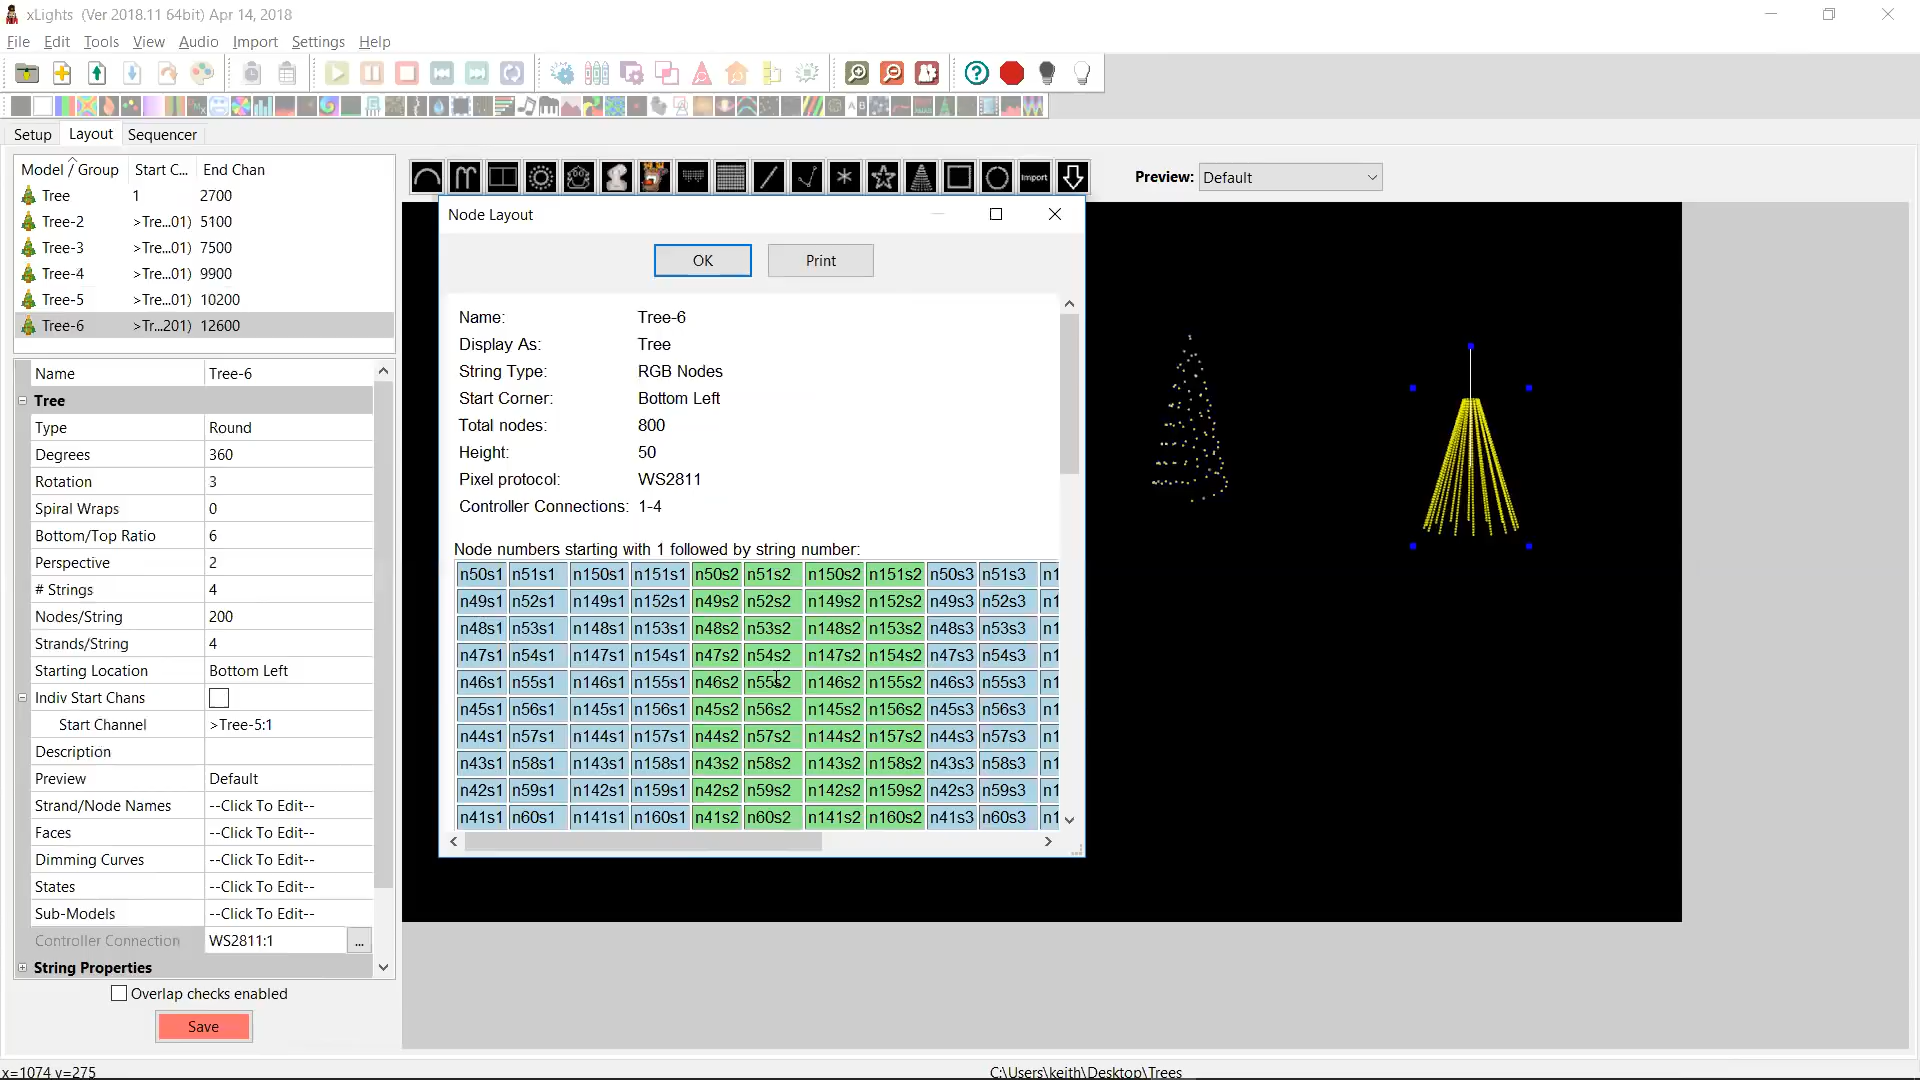 xLights (Ver 2018.11 64bit) Apr 14, 2018
File Edit Tools View Audio Import Settings Help
Setup Layout Sequencer
Model / Group Start C... End Chan
Tree 1 2700
Tree-2 >Tre...01) 5100
Tree-3 >Tre...01) 7500
Tree-4 >Tre...01) 9900
Tree-5 >Tre...01) 10200
Tree-6 >Tr...201) 12600
Import
Preview: Default
Name Tree-6
Tree
Type Round
Degrees 360
Rotation 3
Spiral Wraps 0
Bottom/Top Ratio 6
Perspective 2
# Strings 4
Nodes/String 200
Strands/String 4
Starting Location Bottom Left
Indiv Start Chans
Start Channel >Tree-5:1
Description
Preview Default
Strand/Node Names --Click To Edit--
Faces --Click To Edit--
Dimming Curves --Click To Edit--
States --Click To Edit--
Sub-Models --Click To Edit--
Controller Connection WS2811:1 ...
String Properties
Overlap checks enabled
Save
Node Layout
OK Print
Name: Tree-6
Display As: Tree
String Type: RGB Nodes
Start Corner: Bottom Left
Total nodes: 800
Height: 50
Pixel protocol: WS2811
Controller Connections: 1-4
Node numbers starting with 1 followed by string number:
n50s1 n51s1 n150s1 n151s1 n50s2 n51s2 n150s2 n151s2 n50s3 n51s3 n1
n49s1 n52s1 n149s1 n152s1 n49s2 n52s2 n149s2 n152s2 n49s3 n52s3 n1
n48s1 n53s1 n148s1 n153s1 n48s2 n53s2 n148s2 n153s2 n48s3 n53s3 n1
n47s1 n54s1 n147s1 n154s1 n47s2 n54s2 n147s2 n154s2 n47s3 n54s3 n1
n46s1 n55s1 n146s1 n155s1 n46s2 n55s2 n146s2 n155s2 n46s3 n55s3 n1
n45s1 n56s1 n145s1 n156s1 n45s2 n56s2 n145s2 n156s2 n45s3 n56s3 n1
n44s1 n57s1 n144s1 n157s1 n44s2 n57s2 n144s2 n157s2 n44s3 n57s3 n1
n43s1 n58s1 n143s1 n158s1 n43s2 n58s2 n143s2 n158s2 n43s3 n58s3 n1
n42s1 n59s1 n142s1 n159s1 n42s2 n59s2 n142s2 n159s2 n42s3 n59s3 n1
n41s1 n60s1 n141s1 n160s1 n41s2 n60s2 n141s2 n160s2 n41s3 n60s3 n1
x=1074 y=275 C:\Users\keith\Desktop\Trees